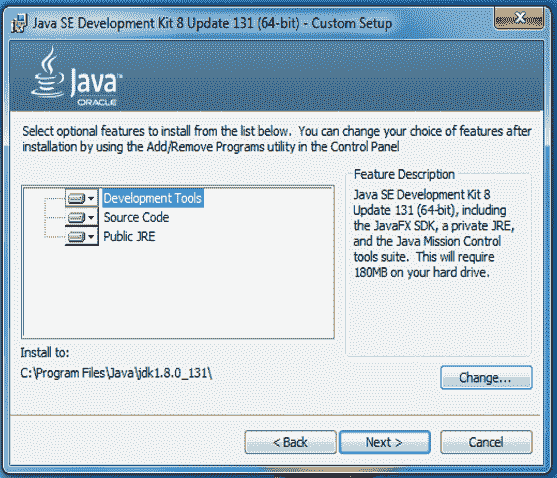 Java SE Development Kit 8 Update 131 (64-bit) - Custom Setup
Java™
ORACLE
Select optional features to install from the list below. You can change your choice of features after
installation by using the Add/Remove Programs utility in the Control Panel
Development Tools
Source Code
Public JRE
Feature Description
Java SE Development Kit 8
Update 131 (64-bit), including
the JavaFX SDK, a private JRE,
and the Java Mission Control
tools suite. This will require
180MB on your hard drive.
Install to:
C:\Program Files\Java\jdk1.8.0_131\
Change...
< Back
Next >
Cancel